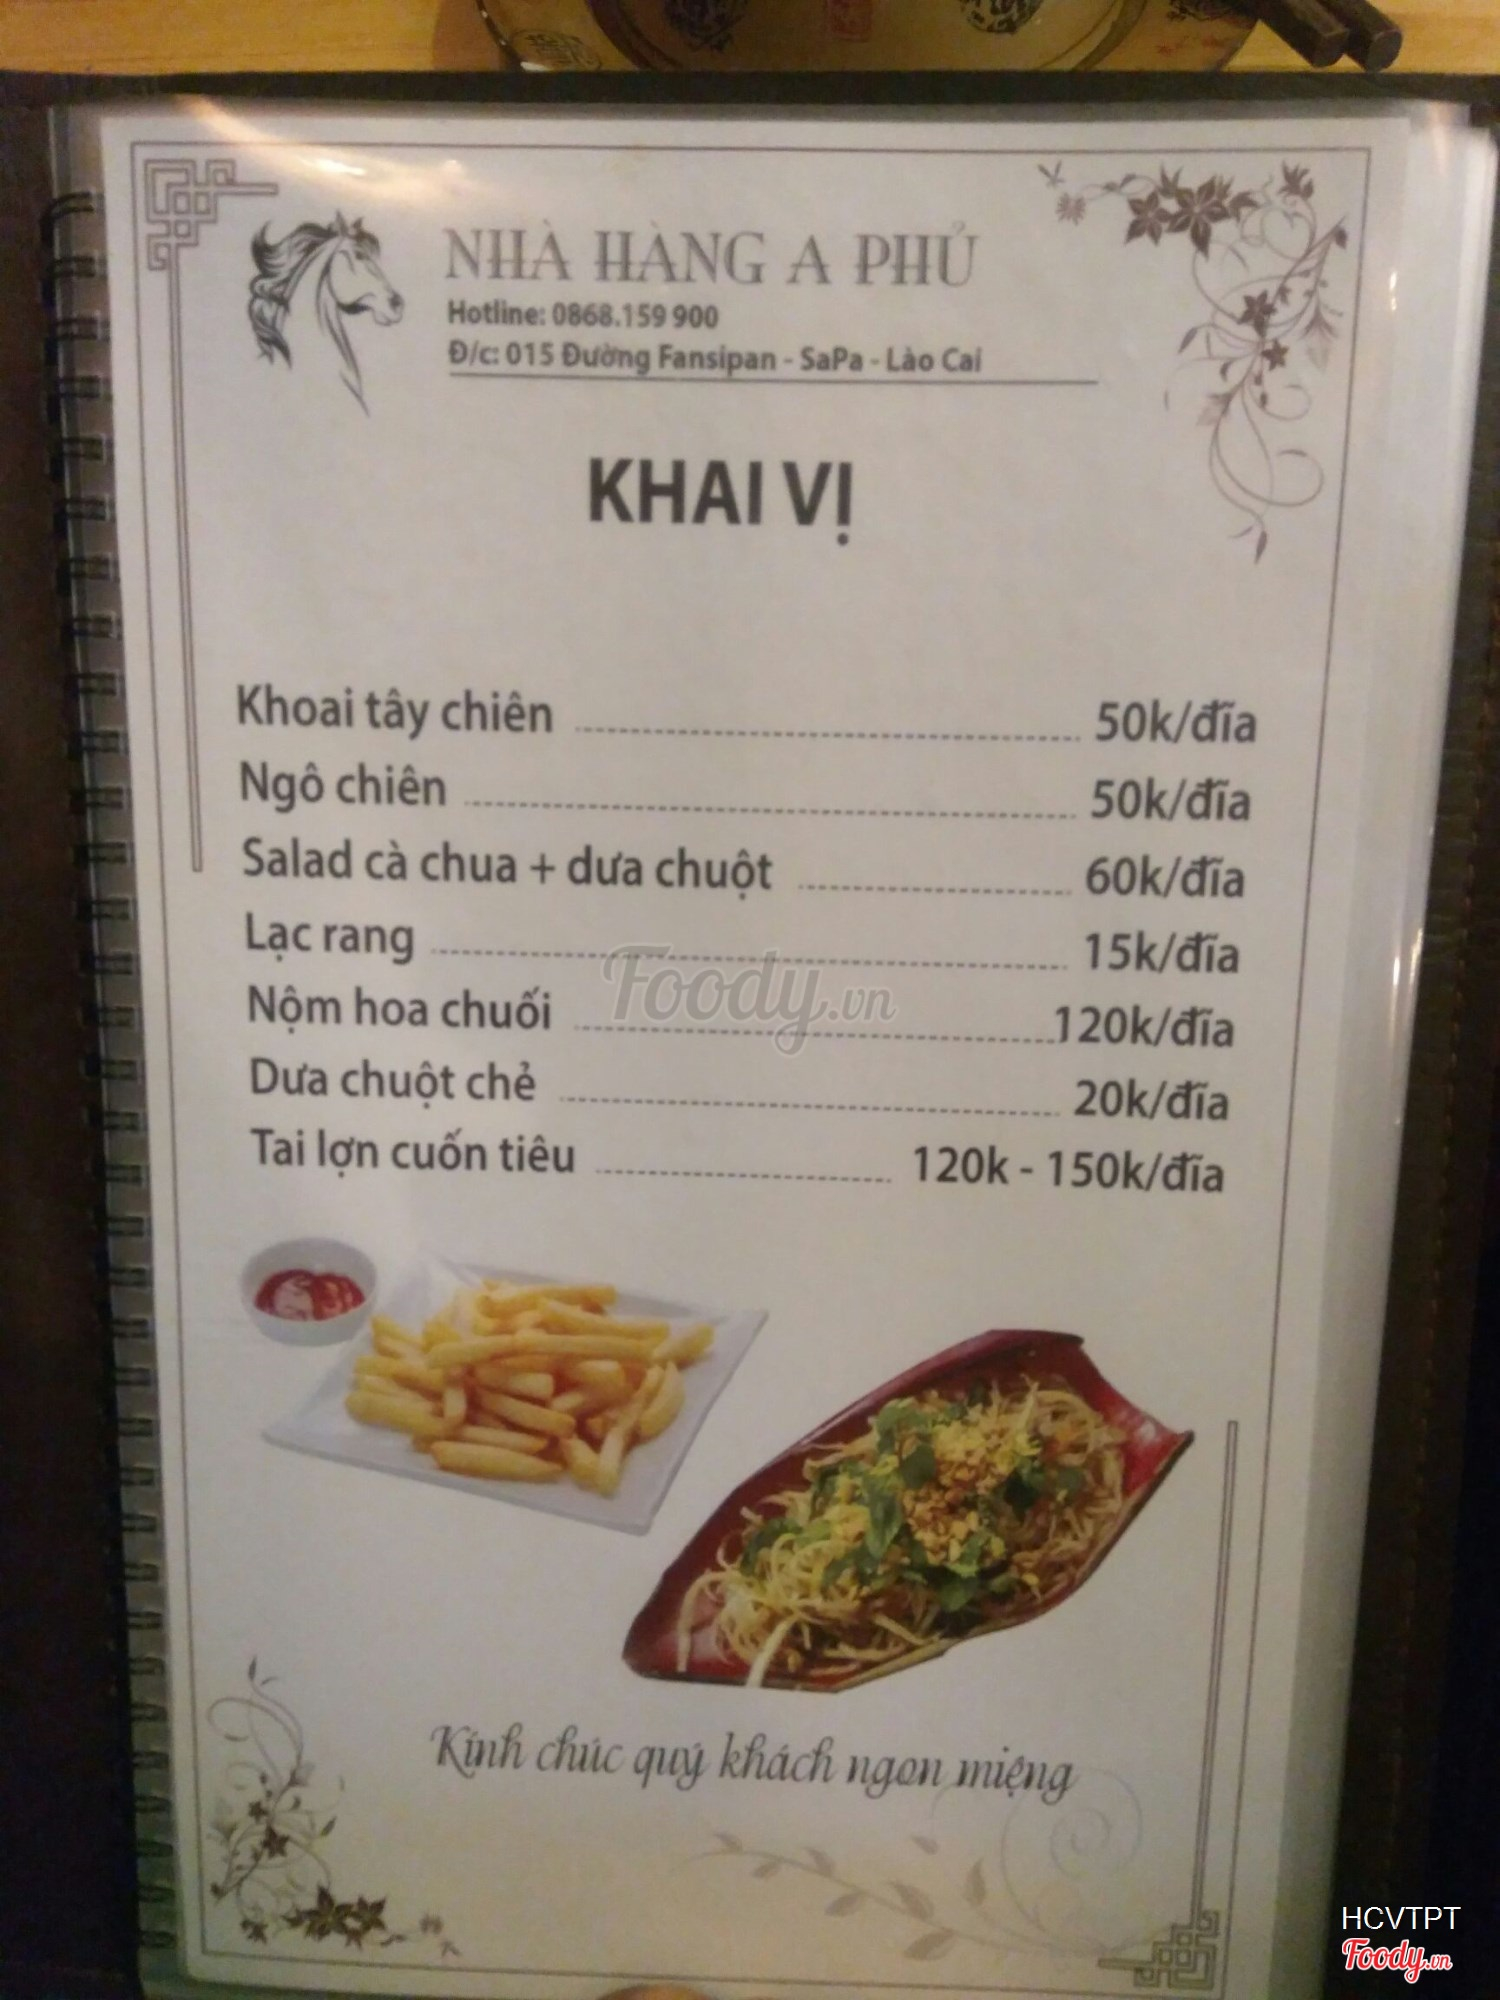 NHÀ HÀNG A PHỦ
Hotline: 0868.159 900
Đ/c: 015 Đường Fansipan - SaPa - Lào Cai
KHAI VỊ
Khoai tây chiên 50k/đĩa
Ngô chiên 50k/đĩa
Salad cà chua + dưa chuột 60k/đĩa
Lạc rang 15k/đĩa
Nộm hoa chuối 120k/đĩa
Dưa chuột chẻ 20k/đĩa
Tai lợn cuốn tiêu 120k - 150k/đĩa
Foody.vn
Kính chúc quý khách ngon miệng
HCVTPT
Foody.vn